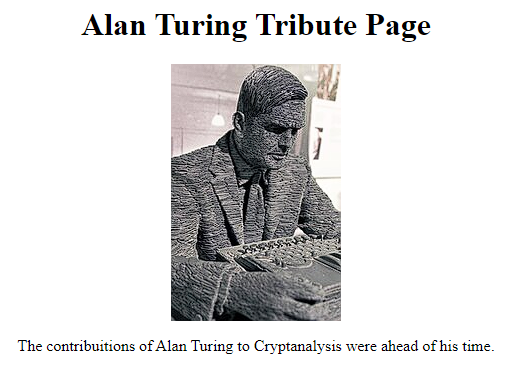 Alan Turing Tribute Page
The contribuitions of Alan Turing to Cryptanalysis were ahead of his time.